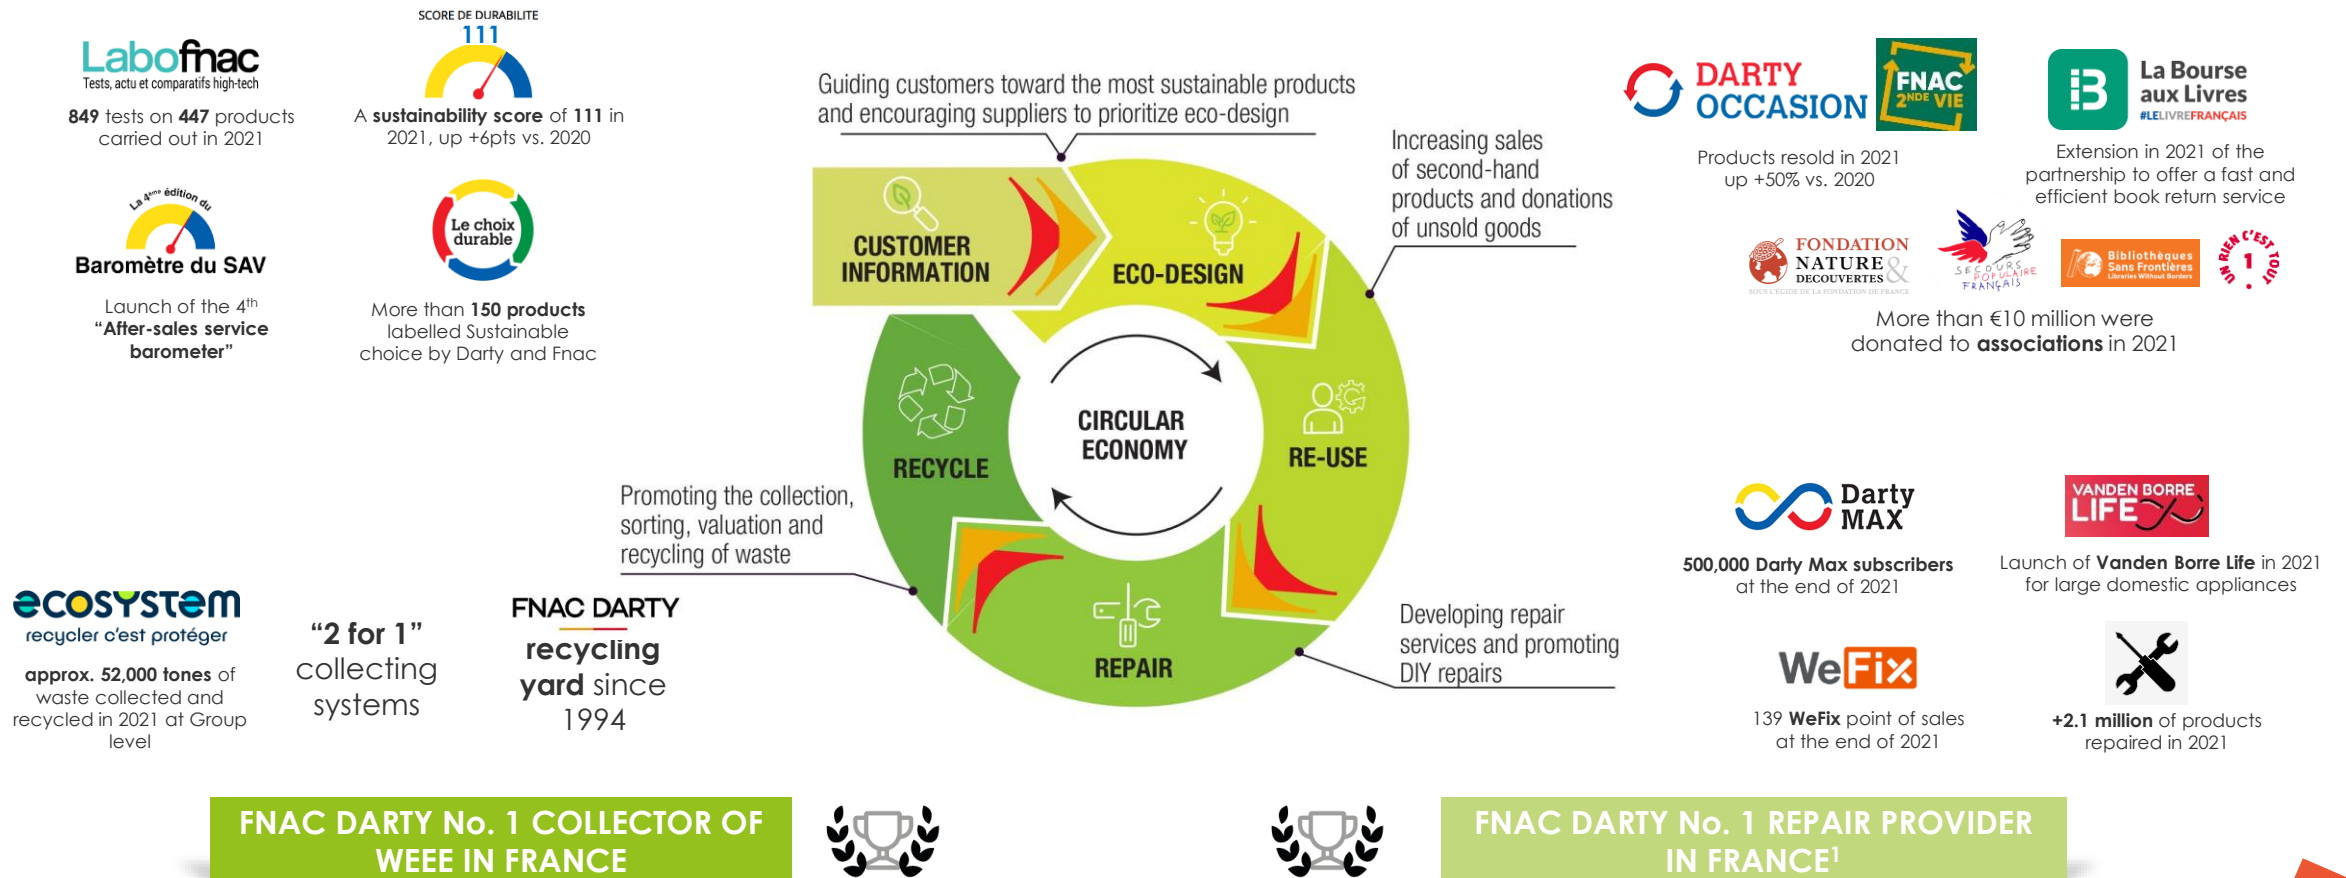 Labofnac
Tests, actu et comparatifs high-tech
849 tests on 447 products
carried out in 2021
SCORE DE DURABILITE
111
A sustainability score of 111 in
2021, up +6pts vs. 2020
La 4ème édition du
Baromètre du SAV
Launch of the 4th
“After-sales service
barometer”
Le choix
durable
More than 150 products
labelled Sustainable
choice by Darty and Fnac
Guiding customers toward the most sustainable products
and encouraging suppliers to prioritize eco-design
CUSTOMER
INFORMATION
ECO-DESIGN
Increasing sales
of second-hand
products and donations
of unsold goods
RE-USE
CIRCULAR
ECONOMY
RECYCLE
REPAIR
Promoting the collection,
sorting, valuation and
recycling of waste
Developing repair
services and promoting
DIY repairs
DARTY
OCCASION
FNAC
2NDE VIE
Products resold in 2021
up +50% vs. 2020
La Bourse
aux Livres
#LELIVREFRANÇAIS
Extension in 2021 of the
partnership to offer a fast and
efficient book return service
FONDATION
NATURE &
DECOUVERTES
SOUS L'ÉGIDE DE LA FONDATION DE FRANCE
SECOURS
POPULAIRE
FRANÇAIS
Bibliothèques
Sans Frontières
Libraries Without Borders
UN RIEN C'EST TOUT
1
More than €10 million were
donated to associations in 2021
ecosystem
recycler c'est protéger
approx. 52,000 tones of
waste collected and
recycled in 2021 at Group
level
“2 for 1”
collecting
systems
FNAC DARTY
recycling
yard since
1994
Darty
MAX
500,000 Darty Max subscribers
at the end of 2021
VANDEN BORRE
LIFE
Launch of Vanden Borre Life in 2021
for large domestic appliances
WeFix
139 WeFix point of sales
at the end of 2021
+2.1 million of products
repaired in 2021
FNAC DARTY No. 1 COLLECTOR OF
WEEE IN FRANCE
FNAC DARTY No. 1 REPAIR PROVIDER
IN FRANCE1